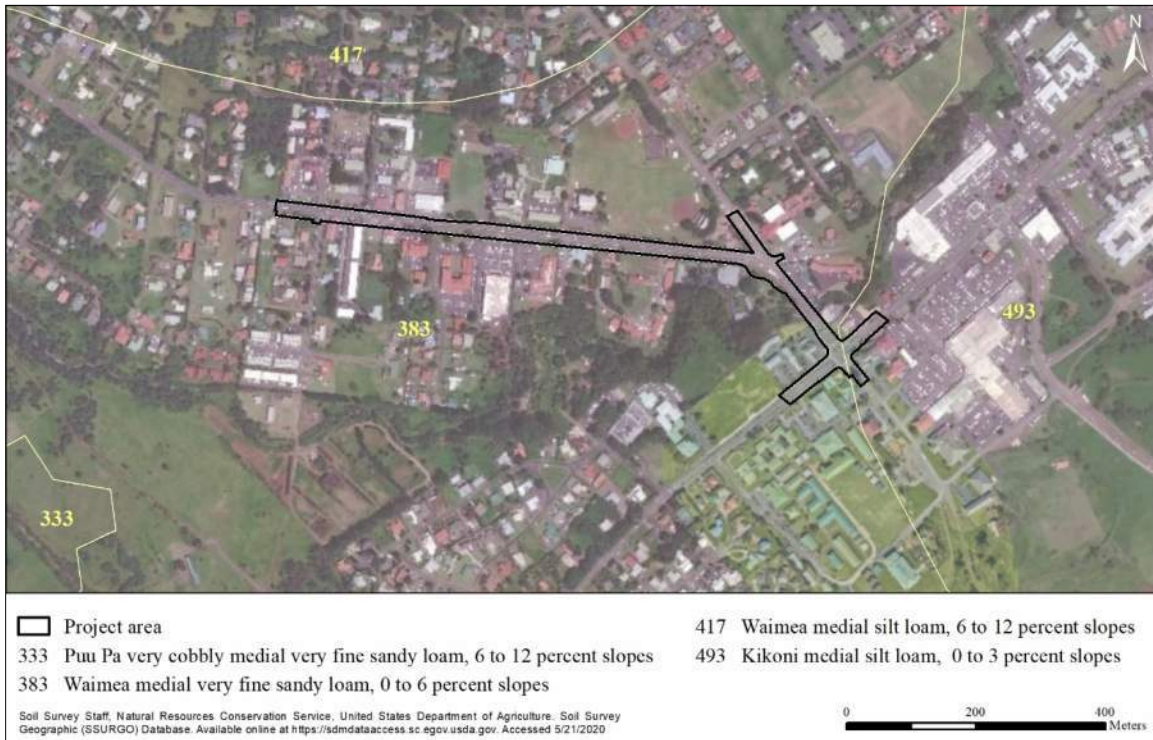 N
417
493
383
333
Project area
333 Puu Pa very cobbly medial very fine sandy loam, 6 to 12 percent slopes
383 Waimea medial very fine sandy loam, 0 to 6 percent slopes
417 Waimea medial silt loam, 6 to 12 percent slopes
493 Kikoni medial silt loam, 0 to 3 percent slopes
Soil Survey Staff, Natural Resources Conservation Service, United States Department of Agriculture. Soil Survey
Geographic (SSURGO) Database. Available online at https://sdmdataaccess.sc.egov.usda.gov. Accessed 5/21/2020
0 200 400
Meters